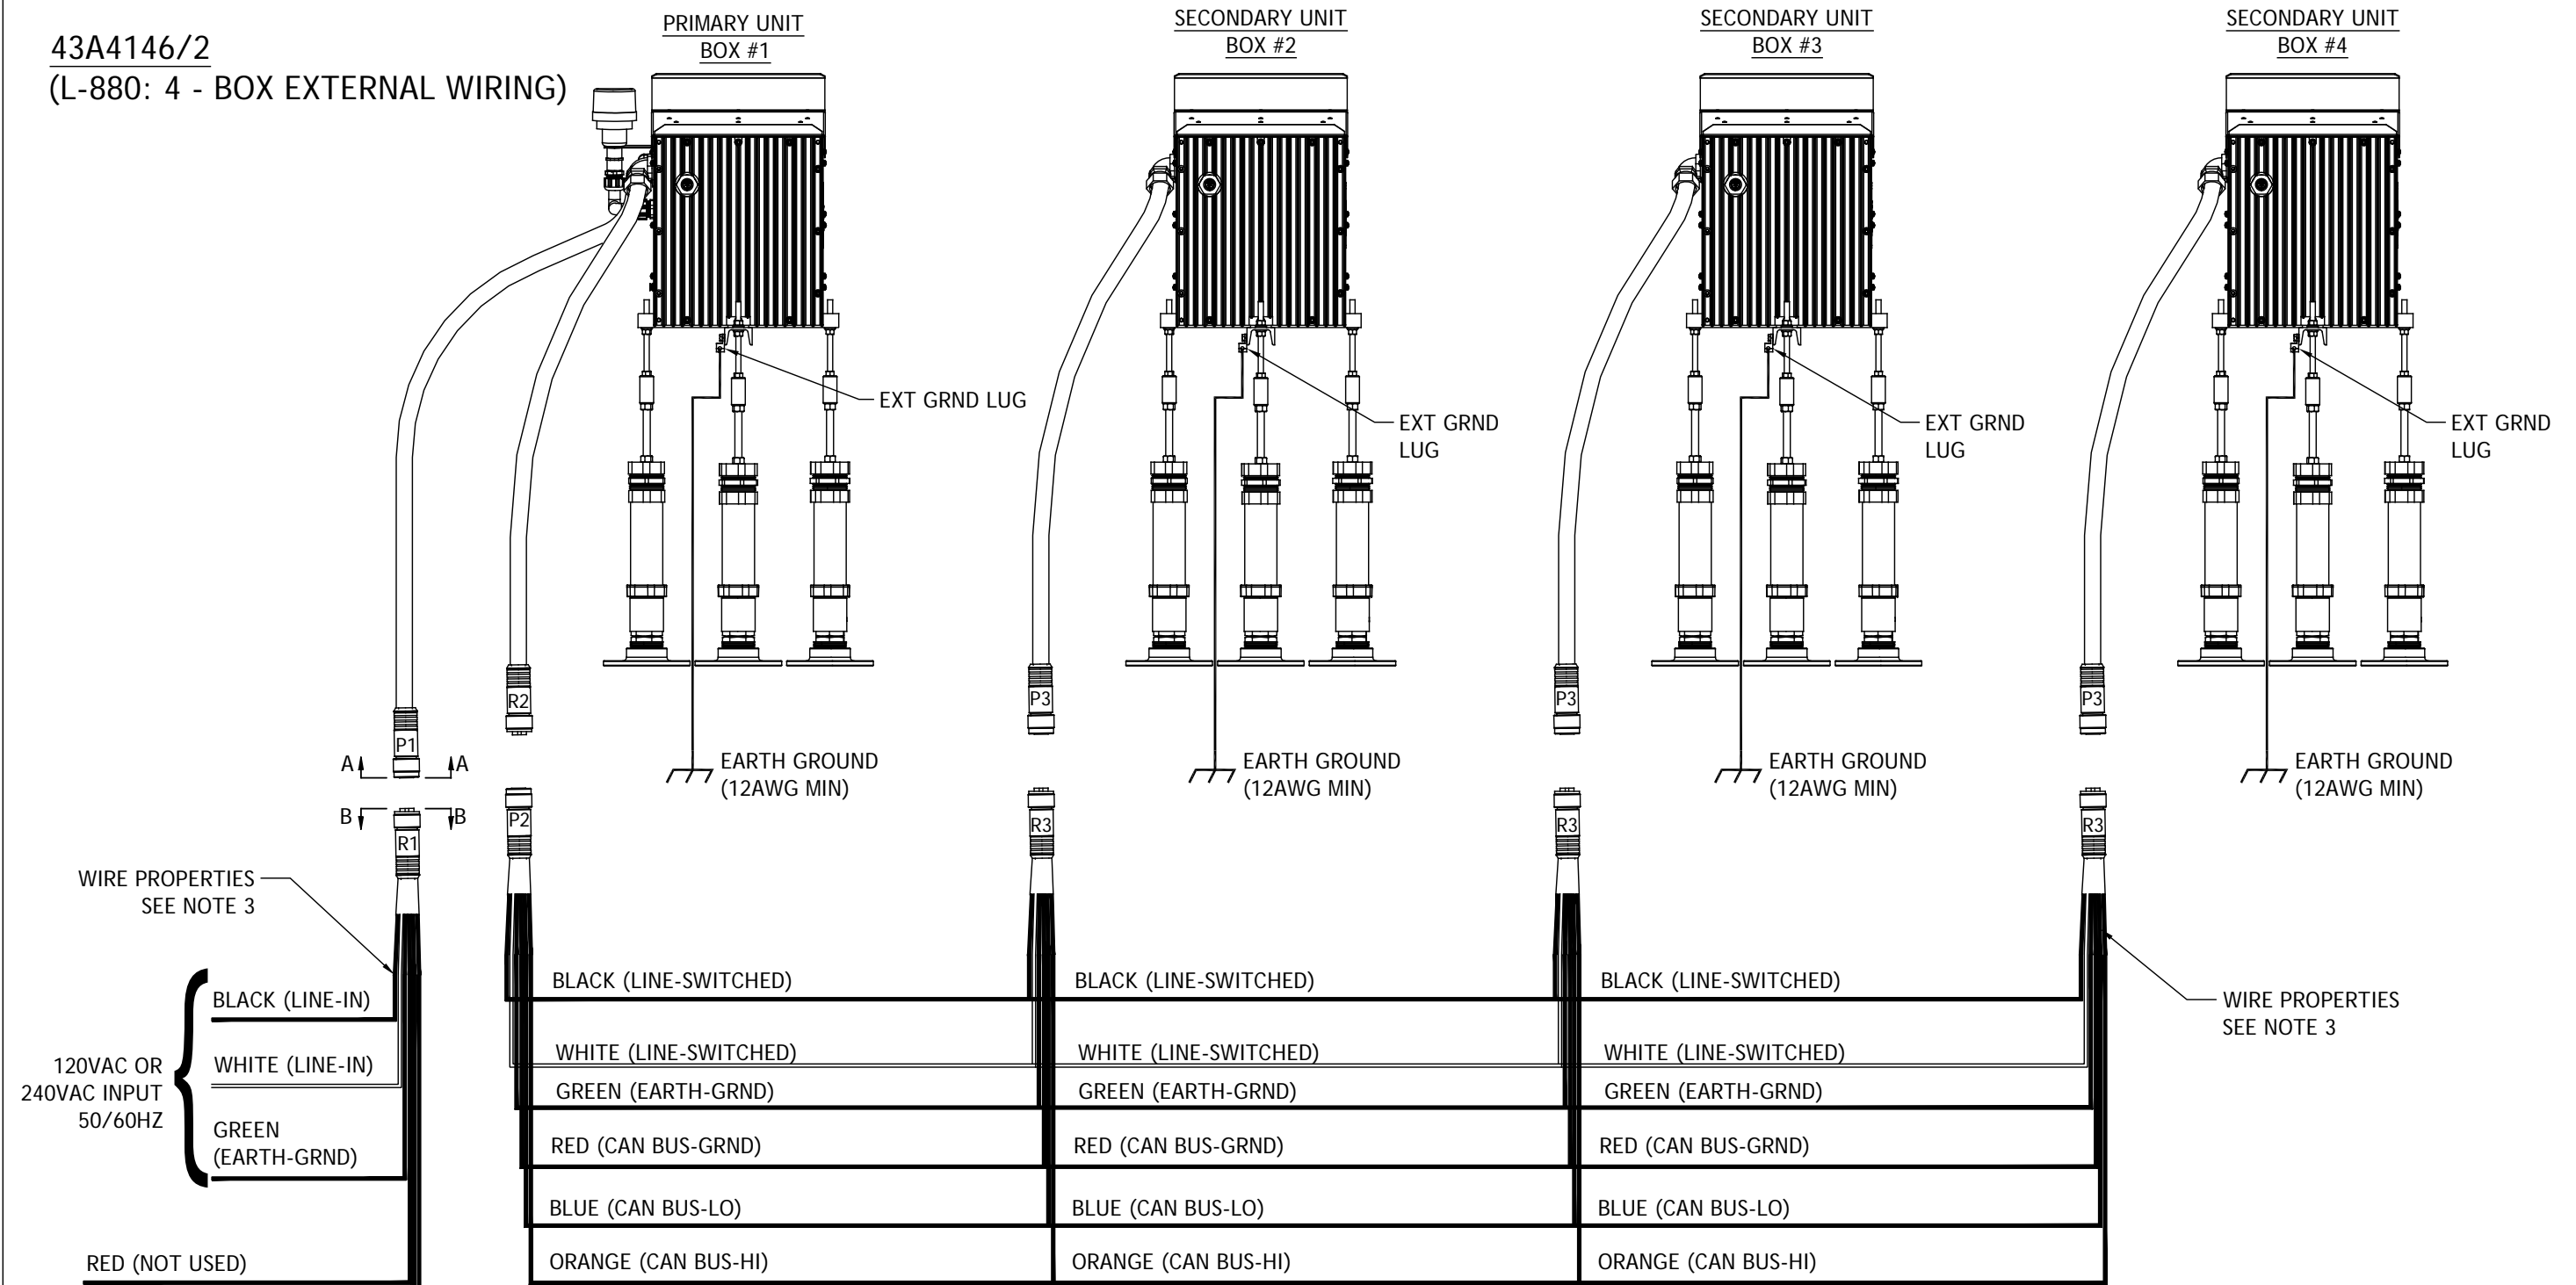 43A4146/2
(L-880: 4 - BOX EXTERNAL WIRING)
PRIMARY UNIT
BOX #1
SECONDARY UNIT
BOX #2
SECONDARY UNIT
BOX #3
SECONDARY UNIT
BOX #4
EXT GRND LUG
EXT GRND
LUG
EXT GRND
LUG
EXT GRND
LUG
R2
P3
P3
P3
P1
A A
EARTH GROUND
(12AWG MIN)
EARTH GROUND
(12AWG MIN)
EARTH GROUND
(12AWG MIN)
EARTH GROUND
(12AWG MIN)
B B
R1
P2
R3
R3
R3
WIRE PROPERTIES
SEE NOTE 3
120VAC OR
240VAC INPUT
50/60HZ
BLACK (LINE-IN)
WHITE (LINE-IN)
GREEN
(EARTH-GRND)
RED (NOT USED)
BLACK (LINE-SWITCHED)
BLACK (LINE-SWITCHED)
BLACK (LINE-SWITCHED)
WIRE PROPERTIES
SEE NOTE 3
WHITE (LINE-SWITCHED)
WHITE (LINE-SWITCHED)
WHITE (LINE-SWITCHED)
GREEN (EARTH-GRND)
GREEN (EARTH-GRND)
GREEN (EARTH-GRND)
RED (CAN BUS-GRND)
RED (CAN BUS-GRND)
RED (CAN BUS-GRND)
BLUE (CAN BUS-LO)
BLUE (CAN BUS-LO)
BLUE (CAN BUS-LO)
ORANGE (CAN BUS-HI)
ORANGE (CAN BUS-HI)
ORANGE (CAN BUS-HI)